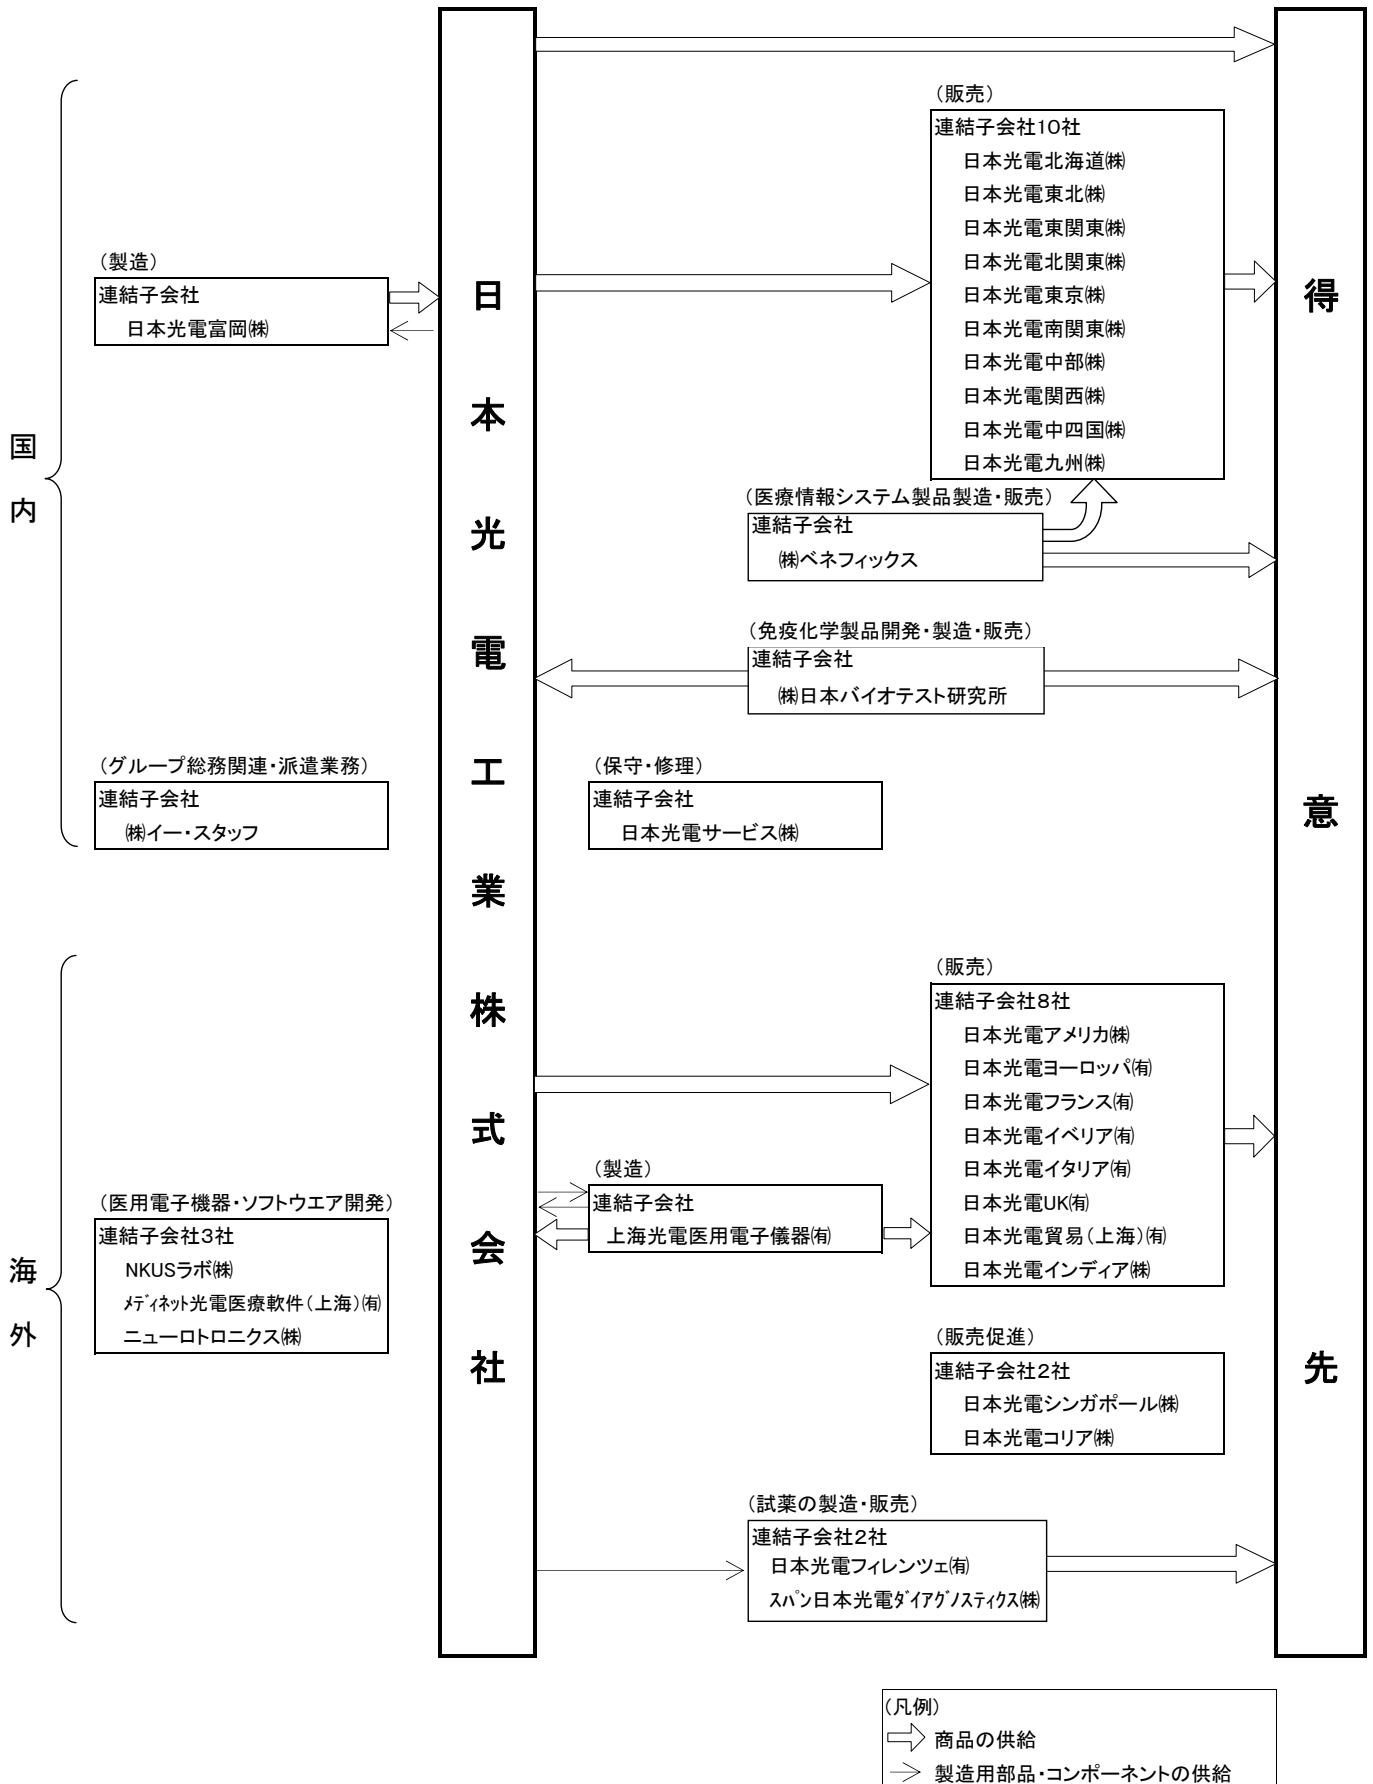 国内
(製造)
連結子会社
日本光電富岡㈱
(グループ総務関連・派遣業務)
連結子会社
㈱イー・スタッフ
日本光電工業株式会社
(販売)
連結子会社10社
日本光電北海道㈱
日本光電東北㈱
日本光電東関東㈱
日本光電北関東㈱
日本光電東京㈱
日本光電南関東㈱
日本光電中部㈱
日本光電関西㈱
日本光電中四国㈱
日本光電九州㈱
(医療情報システム製品製造・販売)
連結子会社
㈱ベネフィックス
(免疫化学製品開発・製造・販売)
連結子会社
㈱日本バイオテスト研究所
(保守・修理)
連結子会社
日本光電サービス㈱
得意先
海外
(医用電子機器・ソフトウエア開発)
連結子会社3社
NKUSラボ㈱
メディネット光電医療軟件(上海)㈲
ニューロトロニクス㈱
(販売)
連結子会社8社
日本光電アメリカ㈱
日本光電ヨーロッパ㈲
日本光電フランス㈲
日本光電イベリア㈲
日本光電イタリア㈲
日本光電UK㈲
日本光電貿易(上海)㈲
日本光電インディア㈱
(製造)
連結子会社
上海光電医用電子儀器㈲
(販売促進)
連結子会社2社
日本光電シンガポール㈱
日本光電コリア㈱
(試薬の製造・販売)
連結子会社2社
日本光電フィレンツェ㈲
スパン日本光電ダイアグノスティクス㈱
(凡例)
商品の供給
製造用部品・コンポーネントの供給